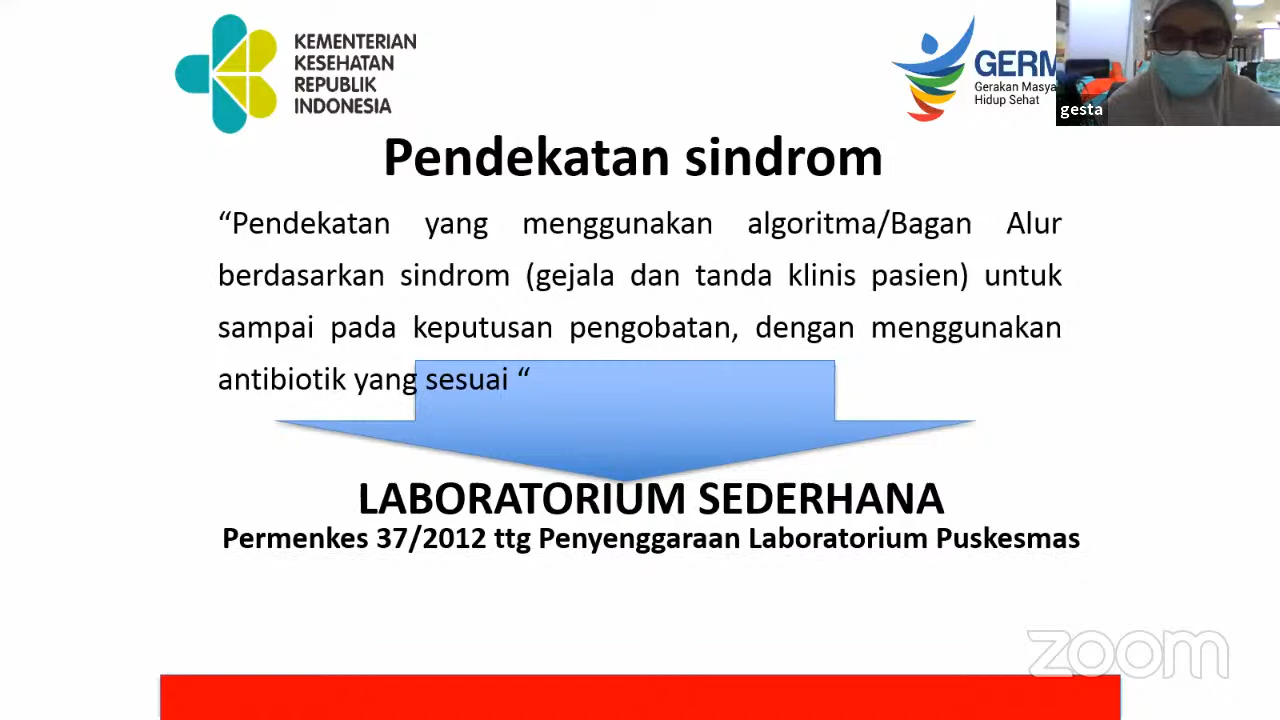 KEMENTERIAN
KESEHATAN
REPUBLIK
INDONESIA
GERM
Gerakan Masya
Hidup Sehat
gesta
Pendekatan sindrom
“Pendekatan yang menggunakan algoritma/Bagan Alur
berdasarkan sindrom (gejala dan tanda klinis pasien) untuk
sampai pada keputusan pengobatan, dengan menggunakan
antibiotik yang sesuai “
LABORATORIUM SEDERHANA
Permenkes 37/2012 ttg Penyenggaraan Laboratorium Puskesmas
zoom